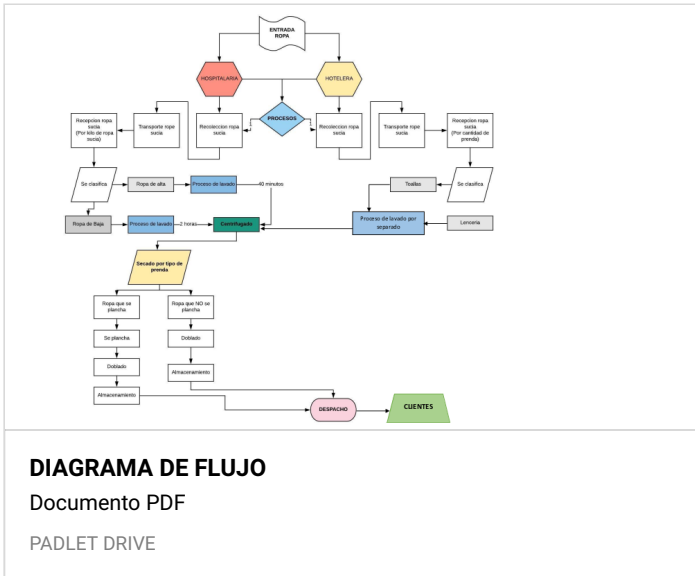 ENTRADA
ROPA
HOSPITALARIA
HOTELERA
PROCESOS
Recepcion ropa
sucia
(Por kilo de ropa
sucia)
Transporte rope
sucia
Recoleccion ropa
sucia
Recoleccion ropa
sucia
Transporte rope
sucia
Recepcion ropa
sucia
(Por cantidad de
prenda)
Se clasifica
Ropa de alta
Proceso de lavado
40 minutos
Toallas
Se clasifica
Ropa de Baja
Proceso de lavado
2 horas
Centrifugado
Proceso de lavado por
separado
Lenceria
Secado por tipo de
prenda
Ropa que se
plancha
Ropa que NO se
plancha
Se plancha
Doblado
Doblado
Almacenamiento
Almacenamiento
DESPACHO
CLIENTES
DIAGRAMA DE FLUJO
Documento PDF
PADLET DRIVE